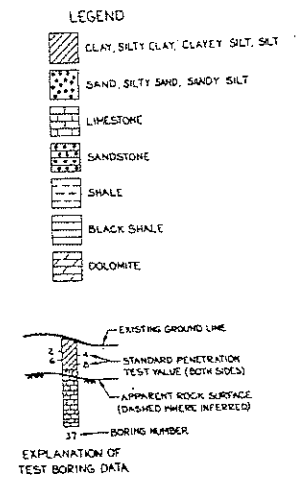 LEGEND
CLAY, SILTY CLAY, CLAYEY SILT, SILT
SAND, SILTY SAND, SANDY SILT
LIMESTONE
SANDSTONE
SHALE
BLACK SHALE
DOLOMITE
EXISTING GROUND LINE
2 4
6 8
STANDARD PENETRATION
TEST VALUE (BOTH SIDES)
APPARENT ROCK SURFACE
(DASHED WHERE INFERRED)
37 BORING NUMBER
EXPLANATION OF
TEST BORING DATA